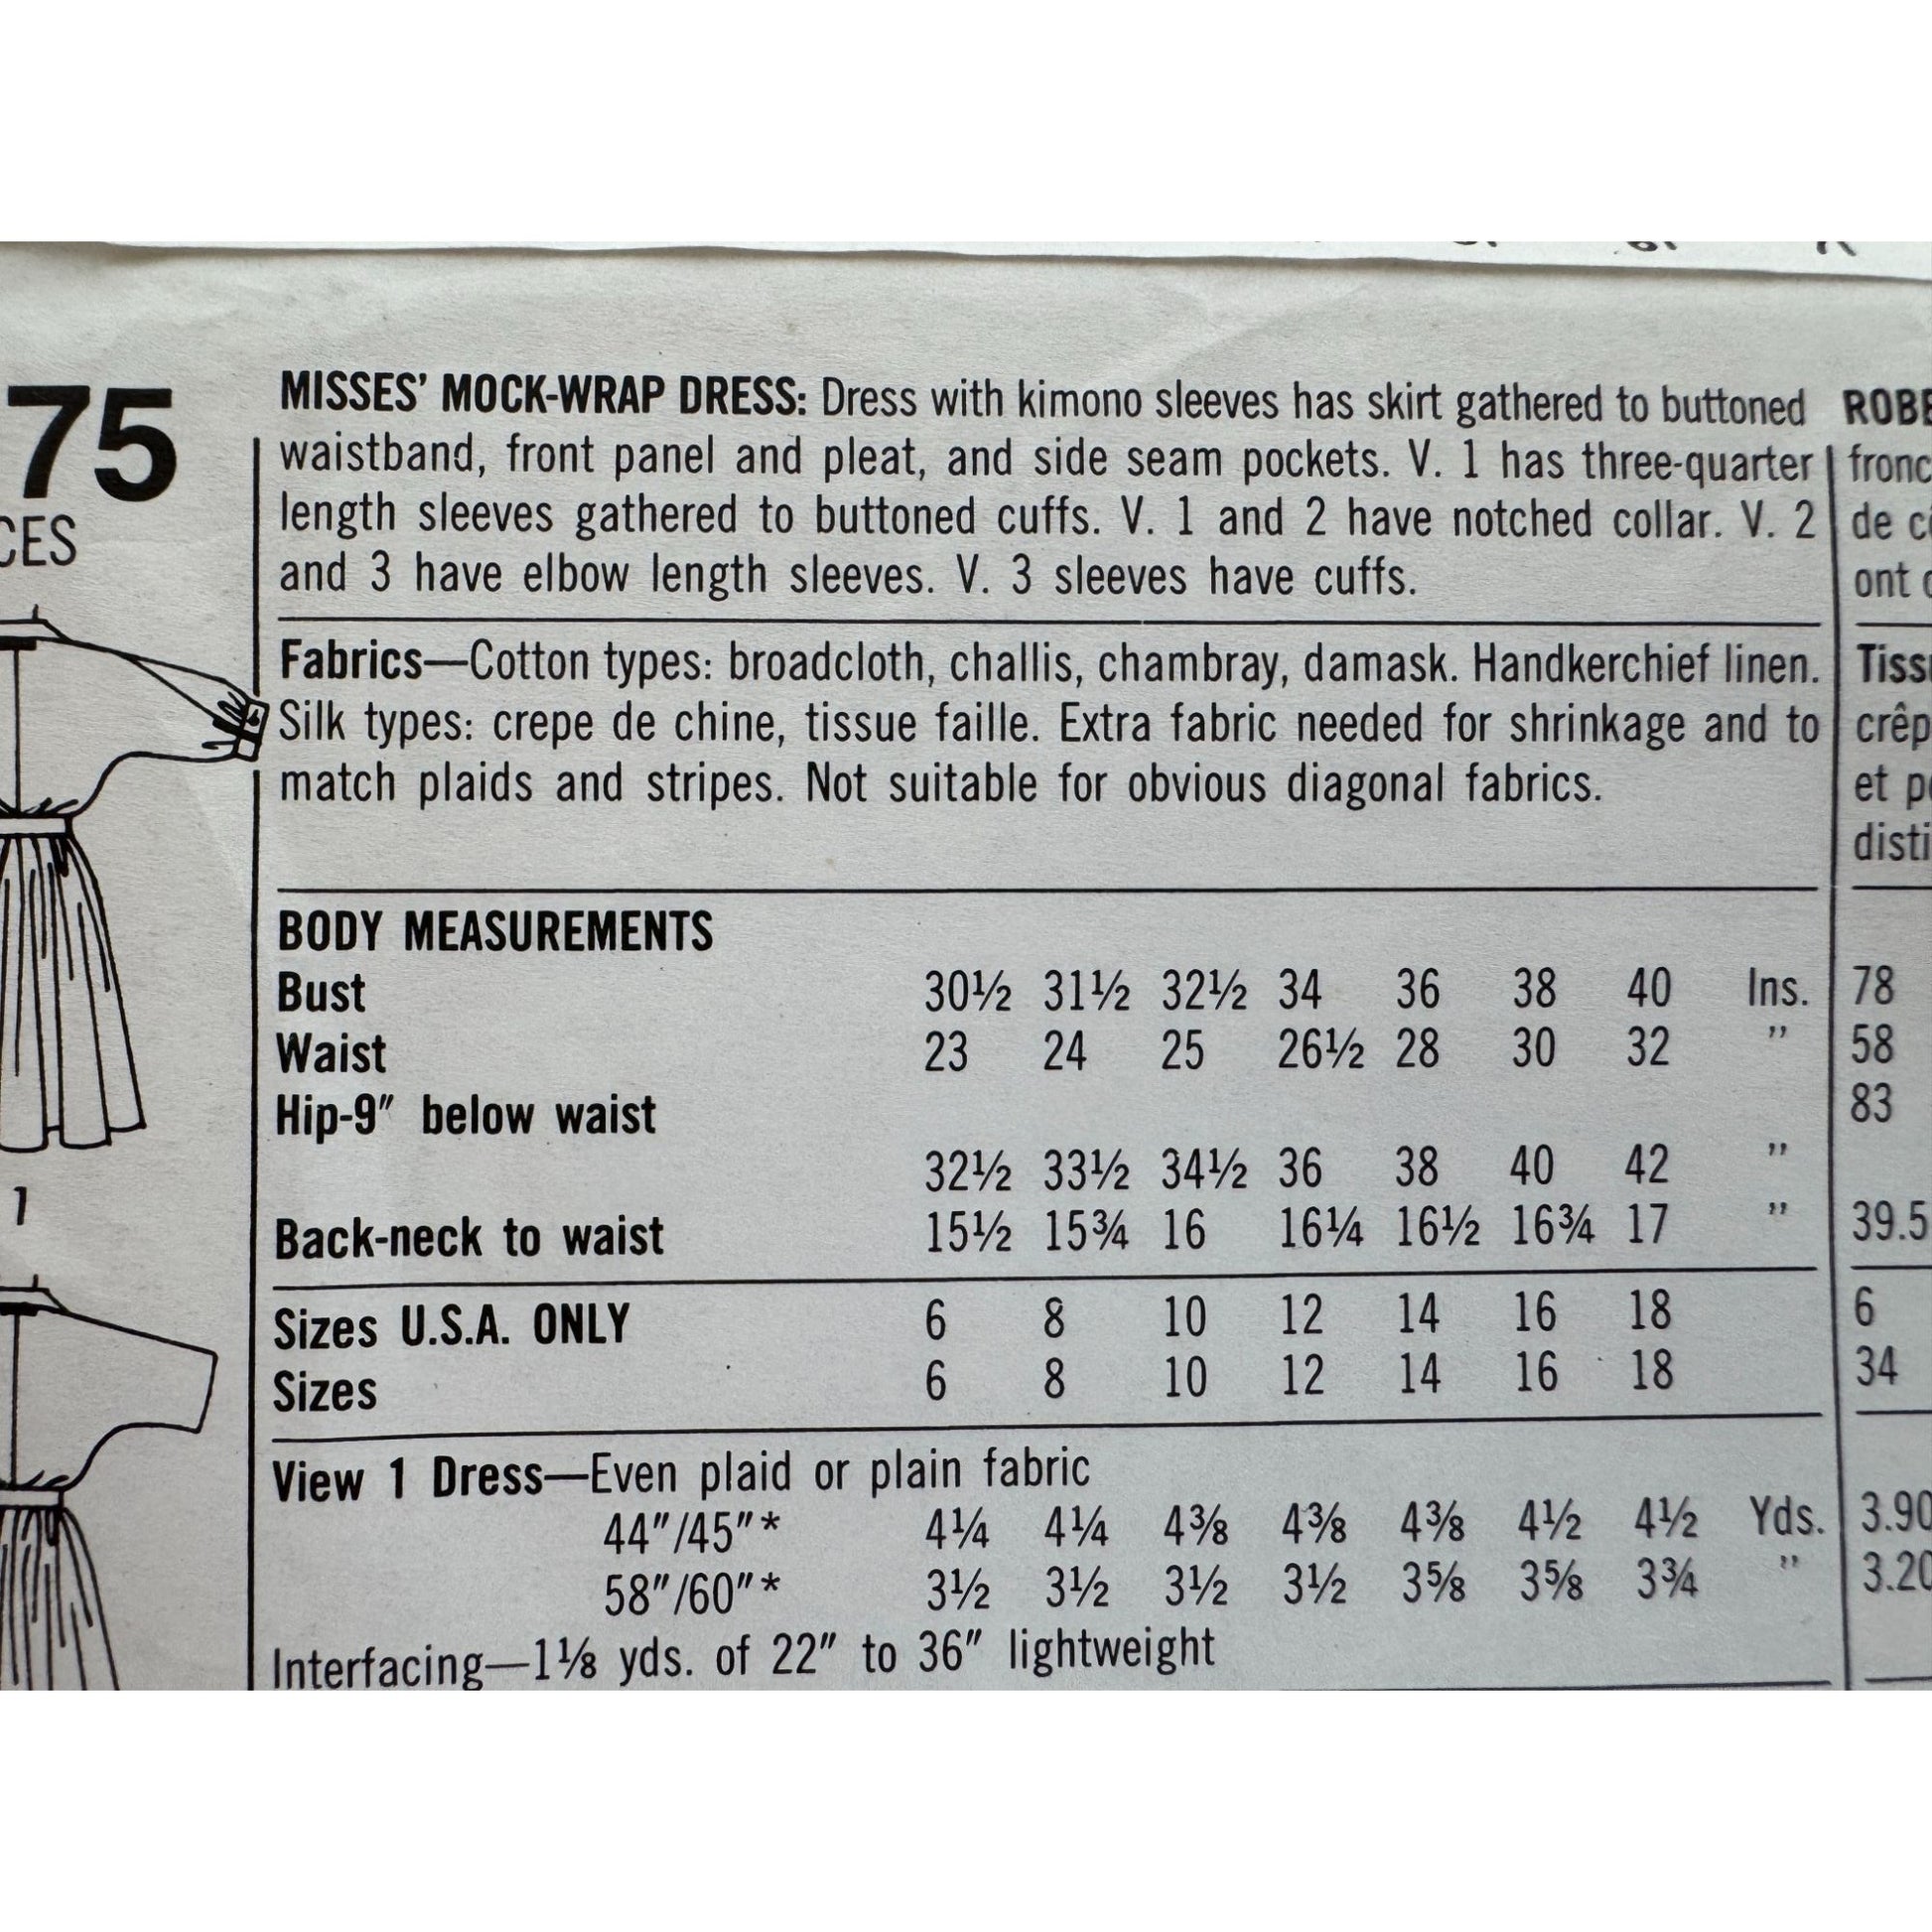 75
CES
MISSES' MOCK-WRAP DRESS: Dress with kimono sleeves has skirt gathered to buttoned
waistband, front panel and pleat, and side seam pockets. V. 1 has three-quarter
length sleeves gathered to buttoned cuffs. V. 1 and 2 have notched collar. V. 2
and 3 have elbow length sleeves. V. 3 sleeves have cuffs.
Fabrics—Cotton types: broadcloth, challis, chambray, damask. Handkerchief linen.
Silk types: crepe de chine, tissue faille. Extra fabric needed for shrinkage and to
match plaids and stripes. Not suitable for obvious diagonal fabrics.
BODY MEASUREMENTS
Bust 30½ 31½ 32½ 34 36 38 40 Ins.
Waist 23 24 25 26½ 28 30 32 "
Hip-9" below waist
32½ 33½ 34½ 36 38 40 42 "
Back-neck to waist 15½ 15¾ 16 16¼ 16½ 16¾ 17 "
Sizes U.S.A. ONLY 6 8 10 12 14 16 18
Sizes 6 8 10 12 14 16 18
View 1 Dress—Even plaid or plain fabric
44"/45"* 4¼ 4¼ 4⅜ 4⅜ 4⅜ 4½ 4½ Yds.
58"/60"* 3½ 3½ 3½ 3½ 3⅝ 3⅝ 3¾ "
Interfacing—1⅛ yds. of 22" to 36" lightweight
1
ROBE
fronc
de c
ont
Tiss
crêp
et p
disti
78
58
83
39.5
6
34
3.90
3.20